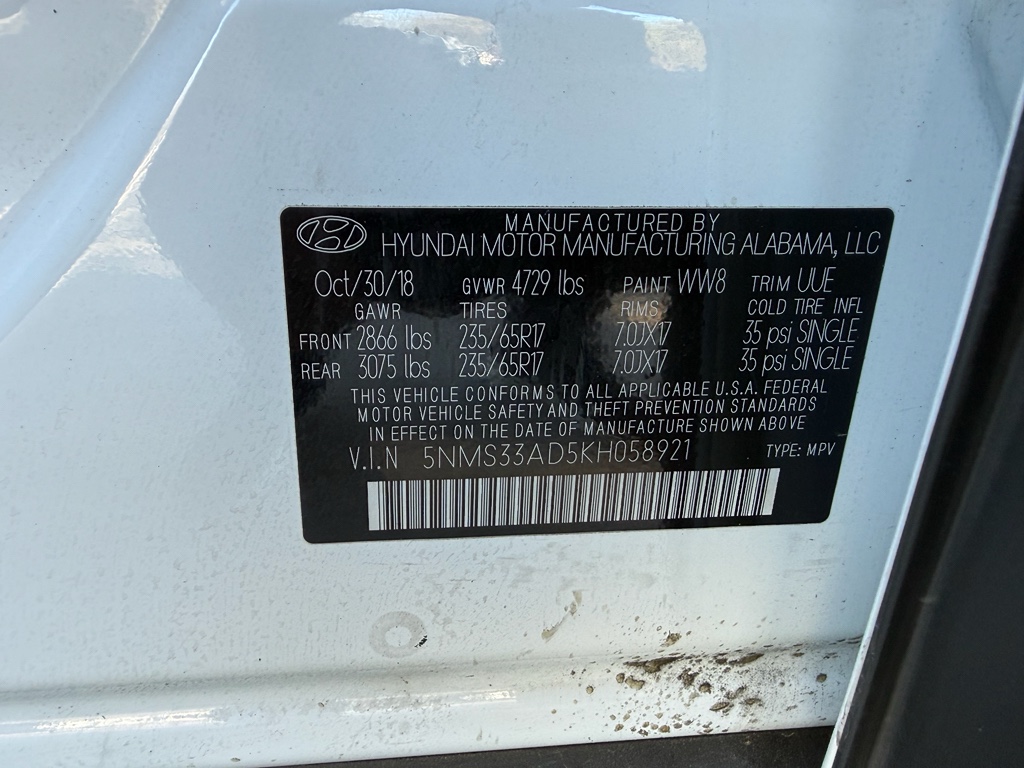 MANUFACTURED BY
HYUNDAI MOTOR MANUFACTURING ALABAMA, LLC
Oct/30/18 GVWR 4729 lbs PAINT WW8 TRIM UUE
GAWR TIRES RIMS COLD TIRE INFL
FRONT 2866 lbs 235/65R17 7.0JX17 35 psi SINGLE
REAR 3075 lbs 235/65R17 7.0JX17 35 psi SINGLE
THIS VEHICLE CONFORMS TO ALL APPLICABLE U.S.A. FEDERAL
MOTOR VEHICLE SAFETY AND THEFT PREVENTION STANDARDS
IN EFFECT ON THE DATE OF MANUFACTURE SHOWN ABOVE
V.I.N 5NMS33AD5KH058921 TYPE: MPV